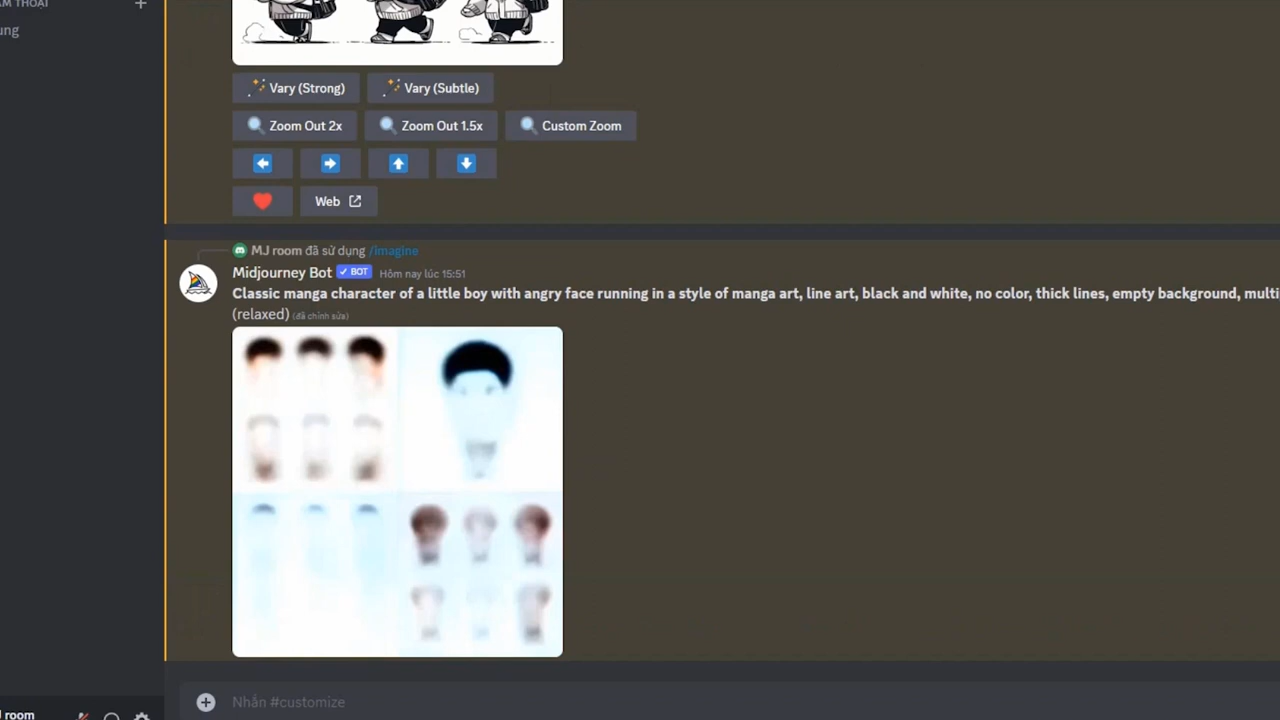 ung
Vary (Strong) Vary (Subtle)
Zoom Out 2x Zoom Out 1.5x Custom Zoom
Web
MJ room đã sử dụng /imagine
Midjourney Bot ✓ BOT Hôm nay lúc 15:51
Classic manga character of a little boy with angry face running in a style of manga art, line art, black and white, no color, thick lines, empty background, multi
(relaxed) (đã chỉnh sửa)
Nhắn #customize
MJ room